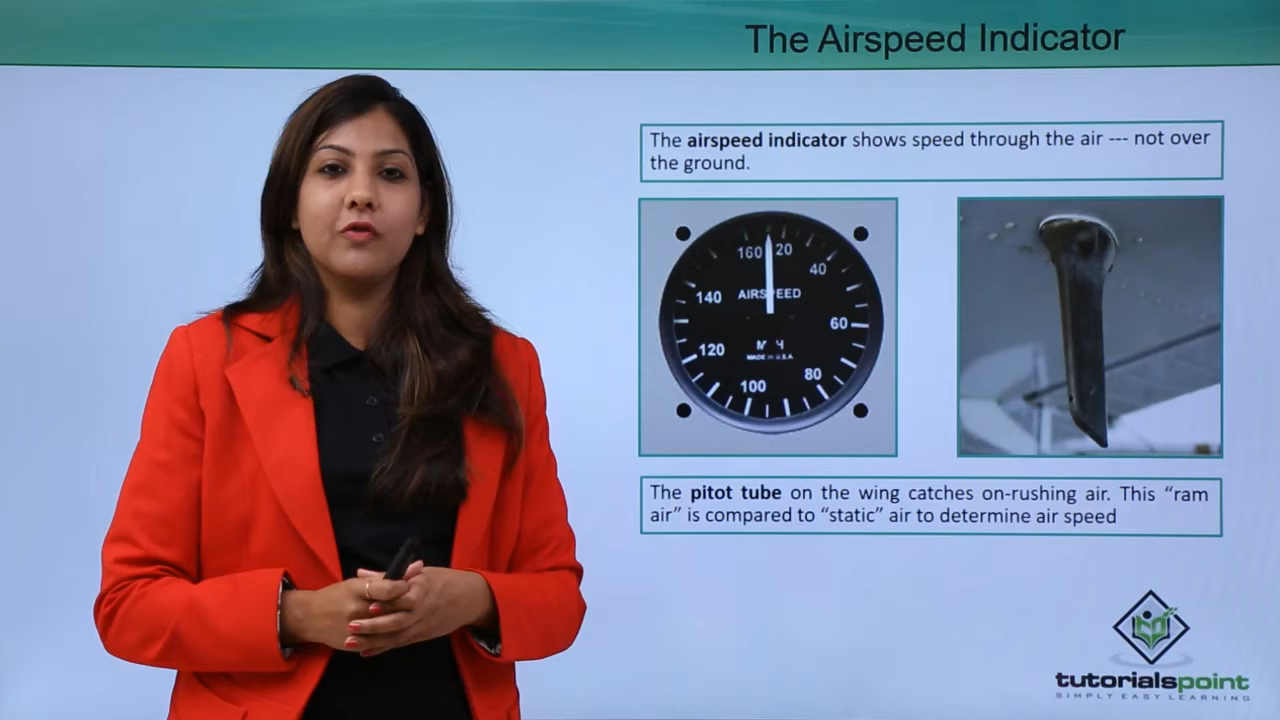 The Airspeed Indicator
The airspeed indicator shows speed through the air --- not over
the ground.
160 20
40
140
AIRSPEED
60
120
MADE IN U.S.A.
80
100
The pitot tube on the wing catches on-rushing air. This “ram
air” is compared to “static” air to determine air speed
tutorialspoint
SIMPLY EASY LEARNING